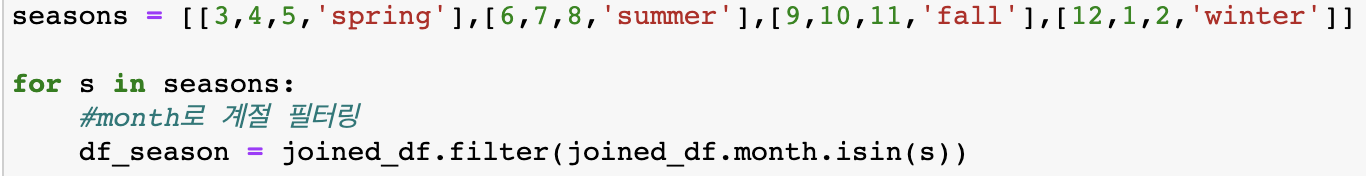 seasons = [[3,4,5,'spring'],[6,7,8,'summer'],[9,10,11,'fall'],[12,1,2,'winter']]
for s in seasons:
    #month로 계절 필터링
    df_season = joined_df.filter(joined_df.month.isin(s))